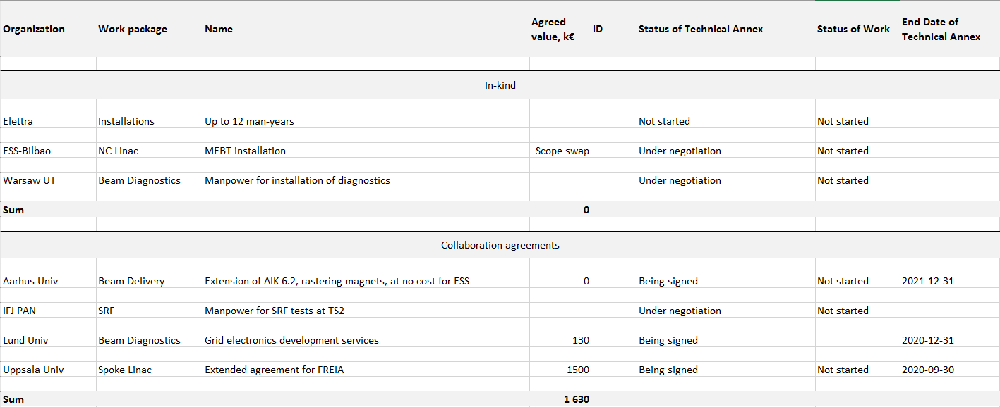 Organization Work package Name Agreed value, k€ ID Status of Technical Annex Status of Work End Date of Technical Annex
In-kind
Elettra Installations Up to 12 man-years Not started Not started
ESS-Bilbao NC Linac MEBT installation Scope swap Under negotiation Not started
Warsaw UT Beam Diagnostics Manpower for installation of diagnostics Under negotiation Not started
Sum 0
Collaboration agreements
Aarhus Univ Beam Delivery Extension of AIK 6.2, rastering magnets, at no cost for ESS 0 Being signed Not started 2021-12-31
IFJ PAN SRF Manpower for SRF tests at TS2 Under negotiation Not started
Lund Univ Beam Diagnostics Grid electronics development services 130 Being signed 2020-12-31
Uppsala Univ Spoke Linac Extended agreement for FREIA 1500 Being signed Not started 2020-09-30
Sum 1 630